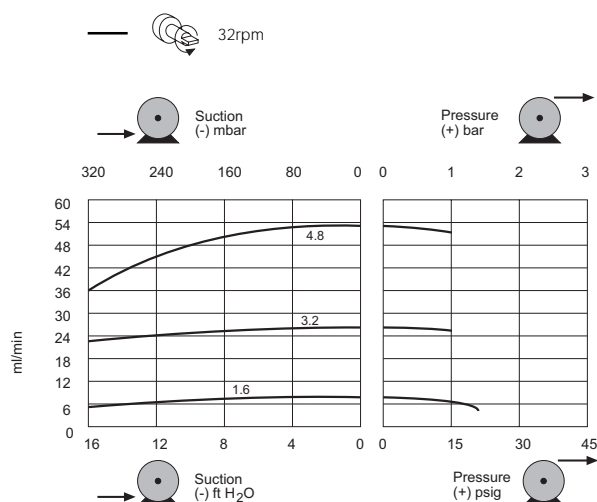 32rpm
Suction
(-) mbar
Pressure
(+) bar
320 240 160 80 0 0 1 2 3
60
54
48
42
36
30
24
18
12
6
0
ml/min
4.8
3.2
1.6
16 12 8 4 0 0 15 30 45
Suction
(-) ft H₂O
Pressure
(+) psig